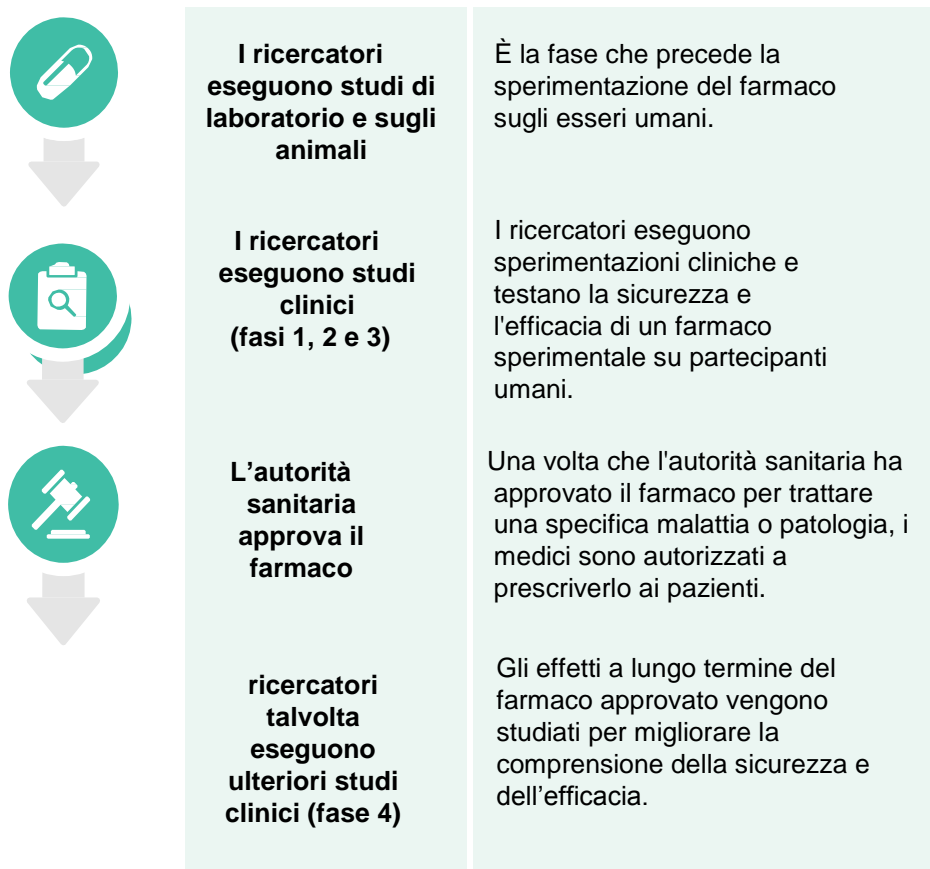 I ricercatori
eseguono studi di
laboratorio e sugli
animali
È la fase che precede la
sperimentazione del farmaco
sugli esseri umani.
I ricercatori
eseguono studi
clinici
(fasi 1, 2 e 3)
I ricercatori eseguono
sperimentazioni cliniche e
testano la sicurezza e
l'efficacia di un farmaco
sperimentale su partecipanti
umani.
L’autorità
sanitaria
approva il
farmaco
Una volta che l'autorità sanitaria ha
approvato il farmaco per trattare
una specifica malattia o patologia, i
medici sono autorizzati a
prescriverlo ai pazienti.
ricercatori
talvolta
eseguono
ulteriori studi
clinici (fase 4)
Gli effetti a lungo termine del
farmaco approvato vengono
studiati per migliorare la
comprensione della sicurezza e
dell’efficacia.